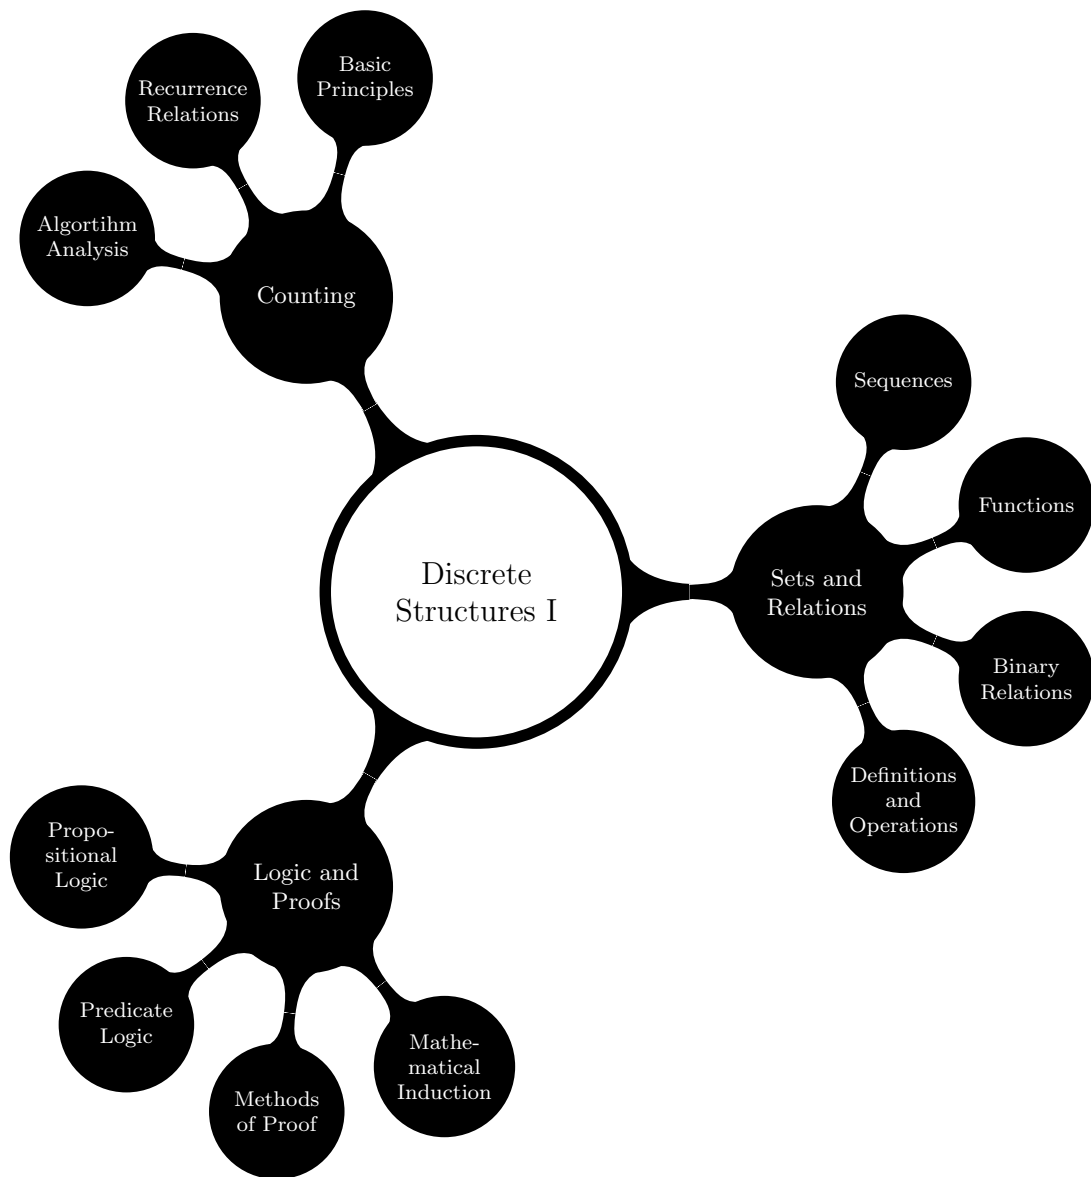 Basic
Principles
Recurrence
Relations
Algortihm
Analysis
Counting
Sequences
Functions
Discrete
Structures I
Sets and
Relations
Binary
Relations
Definitions
and
Operations
Propo-
sitional
Logic
Logic and
Proofs
Predicate
Logic
Mathe-
matical
Induction
Methods
of Proof